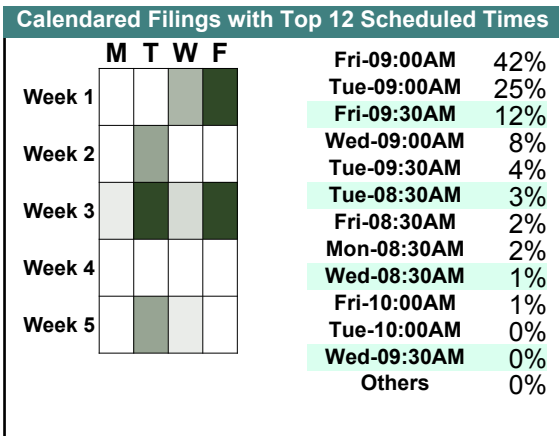 Calendared Filings with Top 12 Scheduled Times
M T W F
Week 1
Week 2
Week 3
Week 4
Week 5
Fri-09:00AM 42%
Tue-09:00AM 25%
Fri-09:30AM 12%
Wed-09:00AM 8%
Tue-09:30AM 4%
Tue-08:30AM 3%
Fri-08:30AM 2%
Mon-08:30AM 2%
Wed-08:30AM 1%
Fri-10:00AM 1%
Tue-10:00AM 0%
Wed-09:30AM 0%
Others 0%